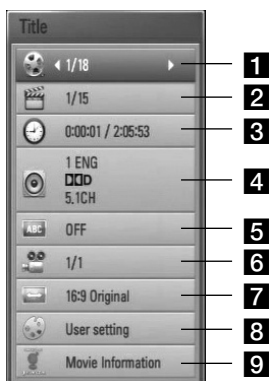 Title
1/18 1
1/15 2
0:00:01 / 2:05:53 3
1 ENG
DD D 4
5.1CH
ABC OFF 5
1/1 6
16:9 Original 7
User setting 8
Movie Information 9